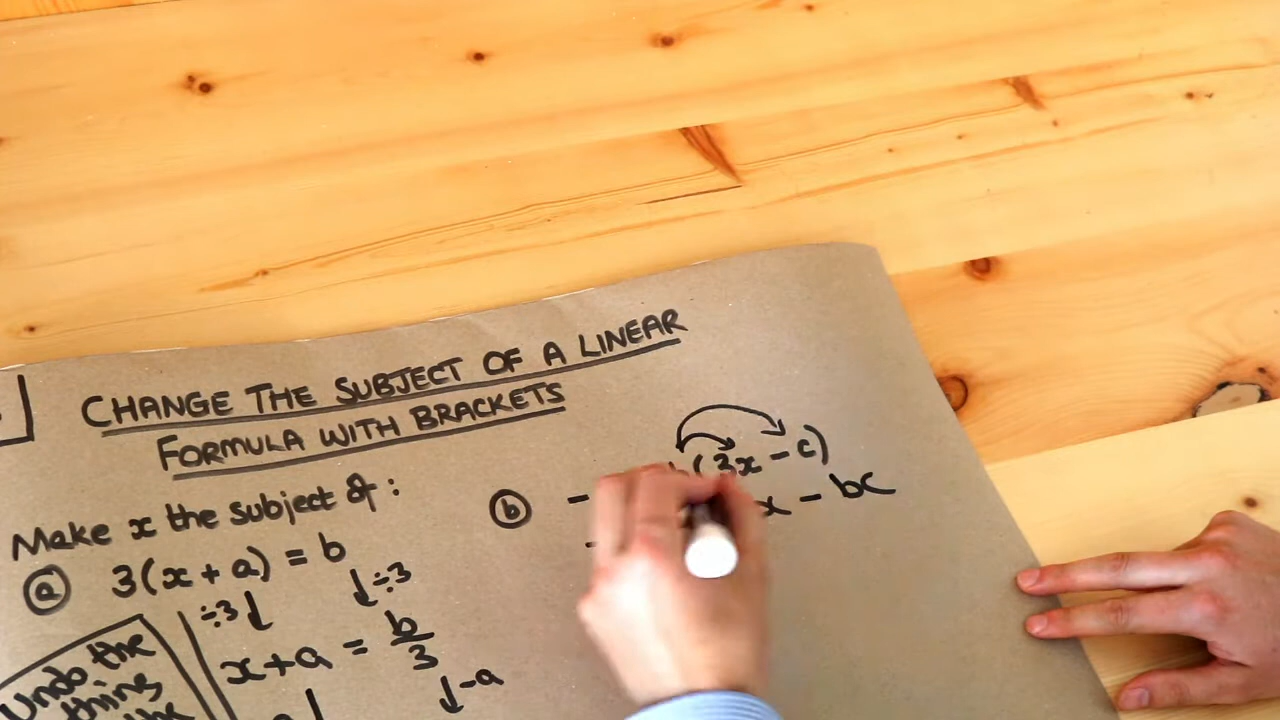 CHANGE THE SUBJECT OF A LINEAR
FORMULA WITH BRACKETS
Make x the subject of :
ⓐ 3(x + a) = b
÷3 ↓ ↓ ÷3
x + a = b/3
↓ -a
Undo the
thing
the
ⓑ - (3x - c)
x - bc